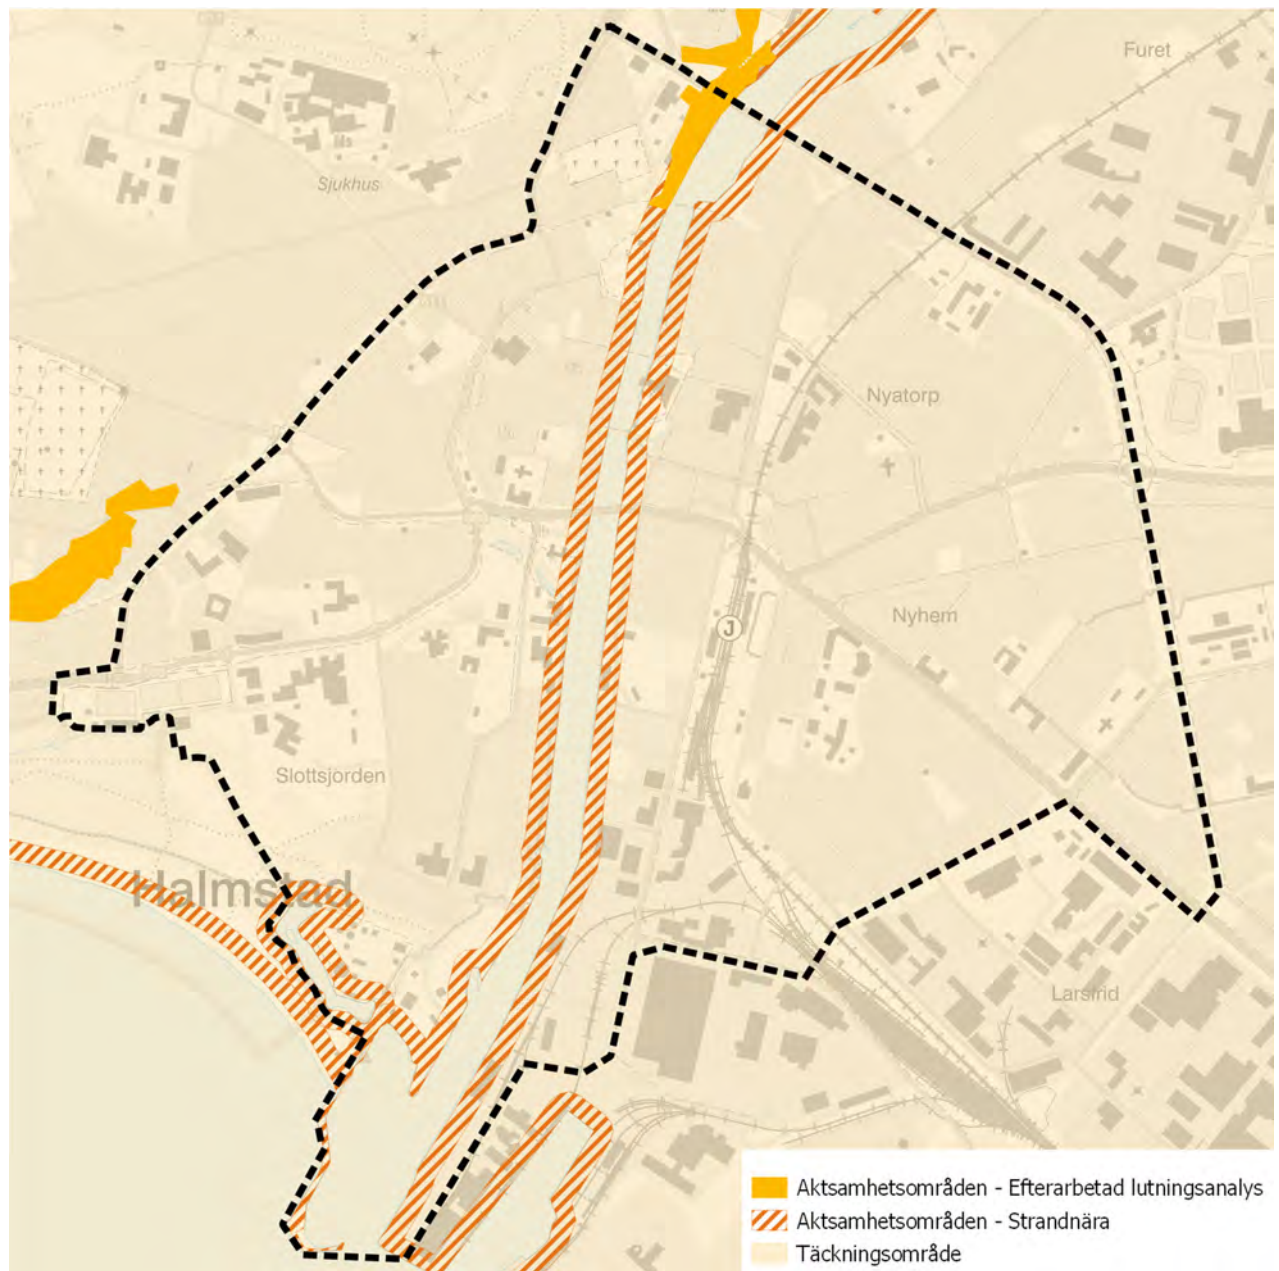 Furet
Sjukhus
Nyatorp
Nyhem
J
Slottsjorden
Halmstad
Larsfrid
Aktsamhetsområden - Efterarbetad lutningsanalys
Aktsamhetsområden - Strandnära
Täckningsområde